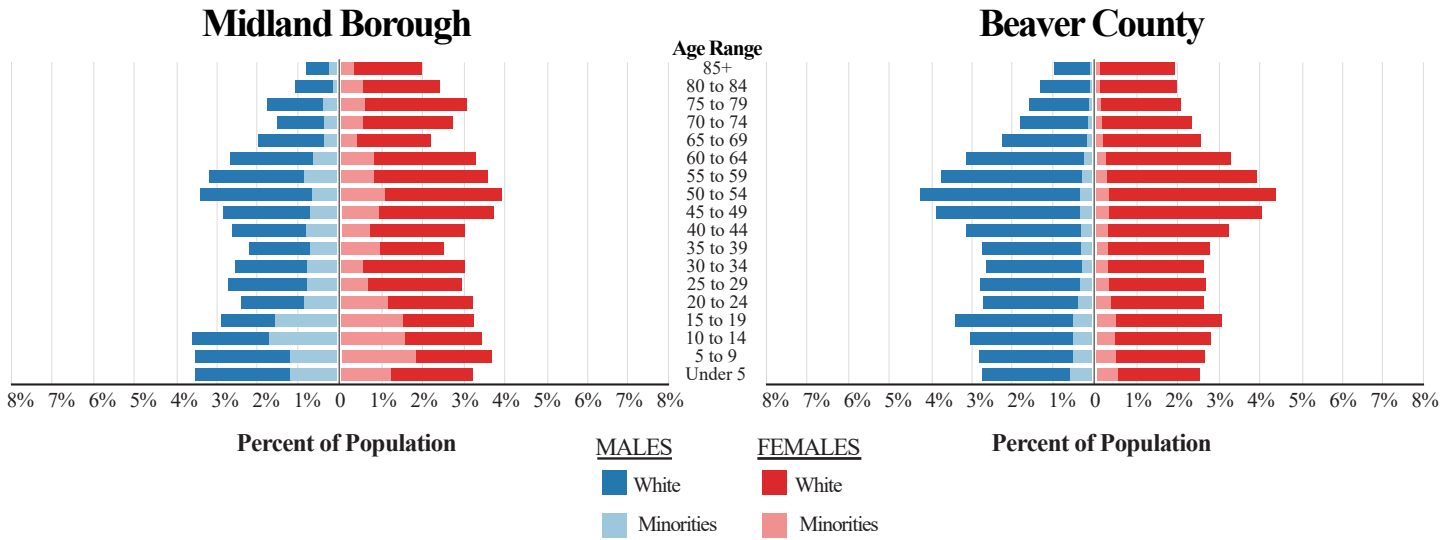 Midland Borough
Beaver County
Age Range
85+
80 to 84
75 to 79
70 to 74
65 to 69
60 to 64
55 to 59
50 to 54
45 to 49
40 to 44
35 to 39
30 to 34
25 to 29
20 to 24
15 to 19
10 to 14
5 to 9
Under 5
8% 7% 6% 5% 4% 3% 2% 1% 0 1% 2% 3% 4% 5% 6% 7% 8%
8% 7% 6% 5% 4% 3% 2% 1% 0 1% 2% 3% 4% 5% 6% 7% 8%
Percent of Population
Percent of Population
MALES
White
Minorities
FEMALES
White
Minorities